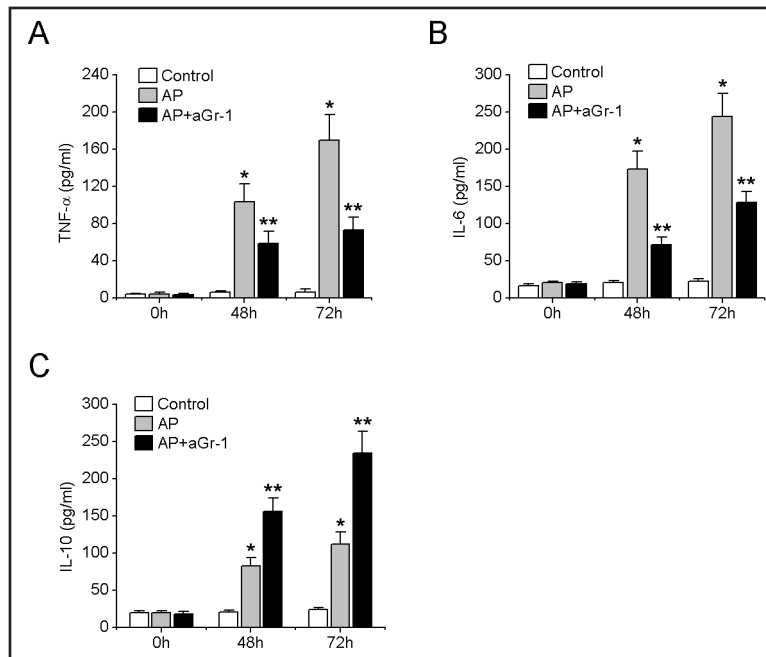 A
TNF-α (pg/ml)
240
200
160
120
80
40
0
Control
AP
AP+aGr-1
*
**
*
**
0h
48h
72h
B
IL-6 (pg/ml)
300
250
200
150
100
50
0
Control
AP
AP+aGr-1
*
**
*
**
0h
48h
72h
C
IL-10 (pg/ml)
300
250
200
150
100
50
0
Control
AP
AP+aGr-1
*
**
*
**
0h
48h
72h